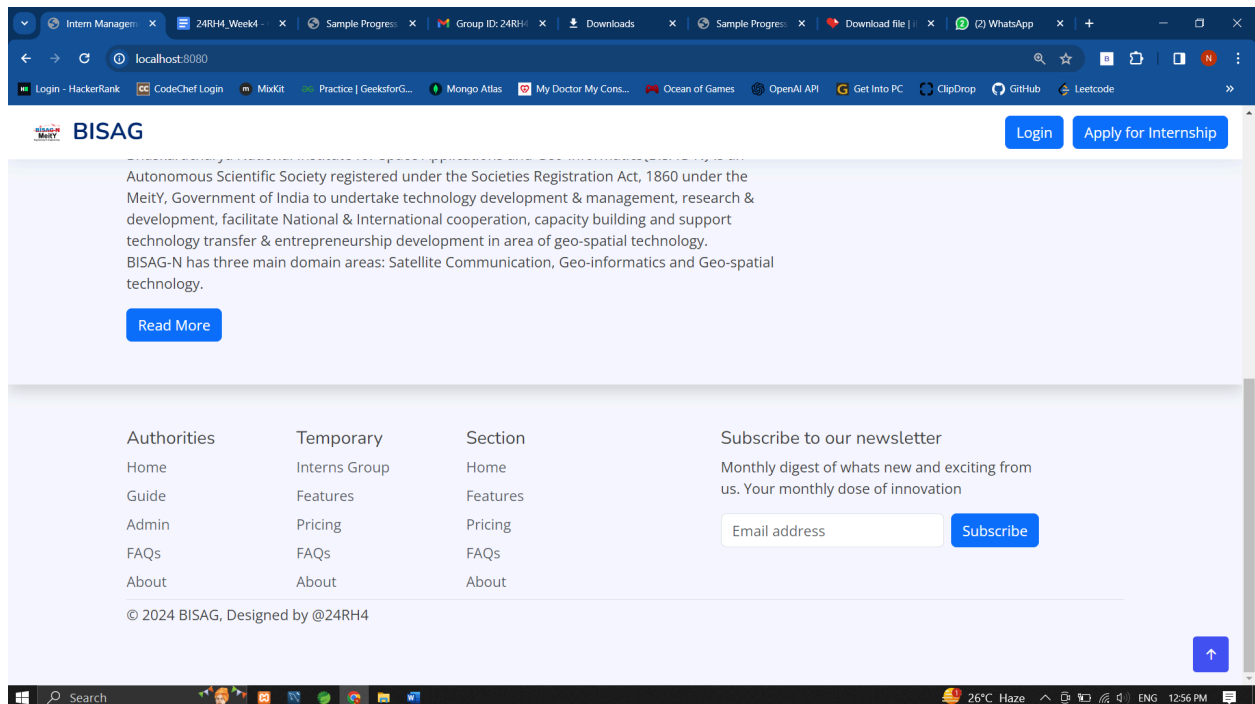 Intern Managem
24RH4_Week4 -
Sample Progress
Group ID: 24RH4
Downloads
Sample Progress
Download file | i
(2) WhatsApp
localhost:8080
N
Login - HackerRank
CodeChef Login
MixKit
Practice | GeeksforG...
Mongo Atlas
My Doctor My Cons...
Ocean of Games
OpenAI API
Get Into PC
ClipDrop
GitHub
Leetcode
BISAG
Login
Apply for Internship
Autonomous Scientific Society registered under the Societies Registration Act, 1860 under the
MeitY, Government of India to undertake technology development & management, research &
development, facilitate National & International cooperation, capacity building and support
technology transfer & entrepreneurship development in area of geo-spatial technology.
BISAG-N has three main domain areas: Satellite Communication, Geo-informatics and Geo-spatial
technology.
Read More
Authorities
Home
Guide
Admin
FAQs
About
Temporary
Interns Group
Features
Pricing
FAQs
About
Section
Home
Features
Pricing
FAQs
About
Subscribe to our newsletter
Monthly digest of whats new and exciting from
us. Your monthly dose of innovation
Email address
Subscribe
© 2024 BISAG, Designed by @24RH4
Search
26°C Haze
ENG
12:56 PM